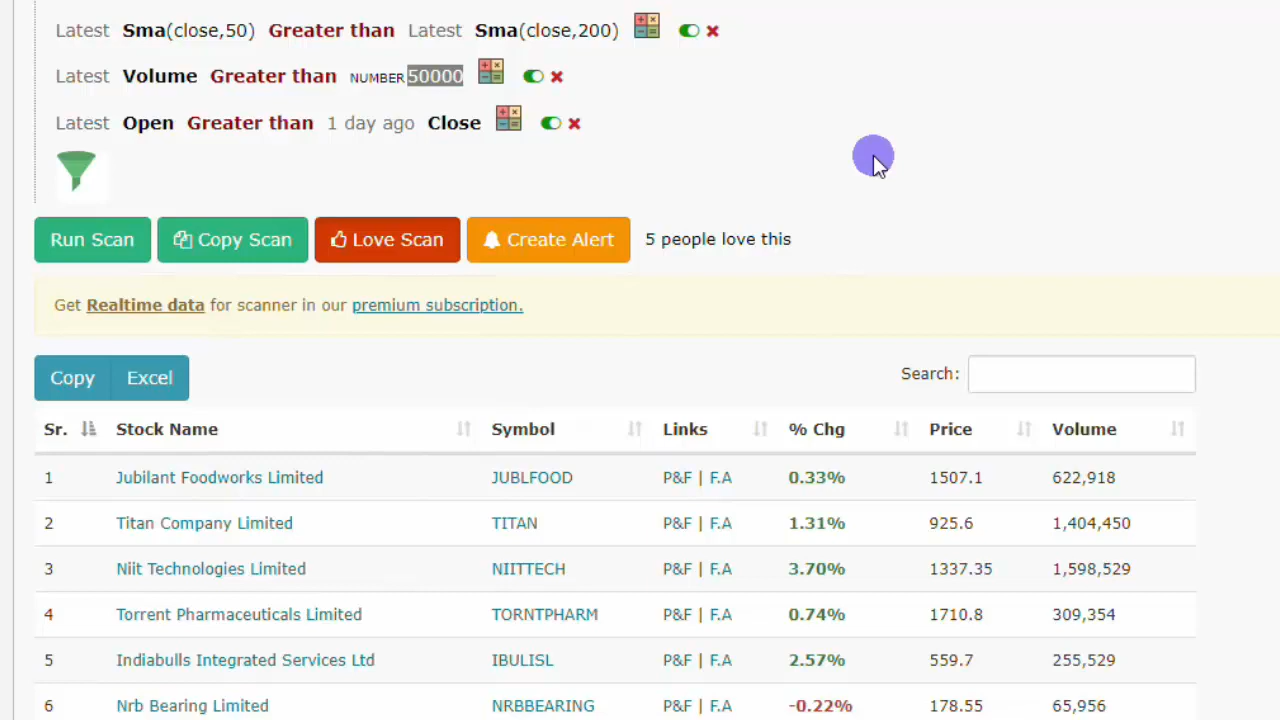 Latest Sma(close,50) Greater than Latest Sma(close,200)
Latest Volume Greater than NUMBER 50000
Latest Open Greater than 1 day ago Close
Run Scan Copy Scan Love Scan Create Alert 5 people love this
Get Realtime data for scanner in our premium subscription.
Copy Excel Search:
Sr. Stock Name Symbol Links % Chg Price Volume
1 Jubilant Foodworks Limited JUBLFOOD P&F | F.A 0.33% 1507.1 622,918
2 Titan Company Limited TITAN P&F | F.A 1.31% 925.6 1,404,450
3 Niit Technologies Limited NIITTECH P&F | F.A 3.70% 1337.35 1,598,529
4 Torrent Pharmaceuticals Limited TORNTPHARM P&F | F.A 0.74% 1710.8 309,354
5 Indiabulls Integrated Services Ltd IBULISL P&F | F.A 2.57% 559.7 255,529
6 Nrb Bearing Limited NRBBEARING P&F | F.A -0.22% 178.55 65,956